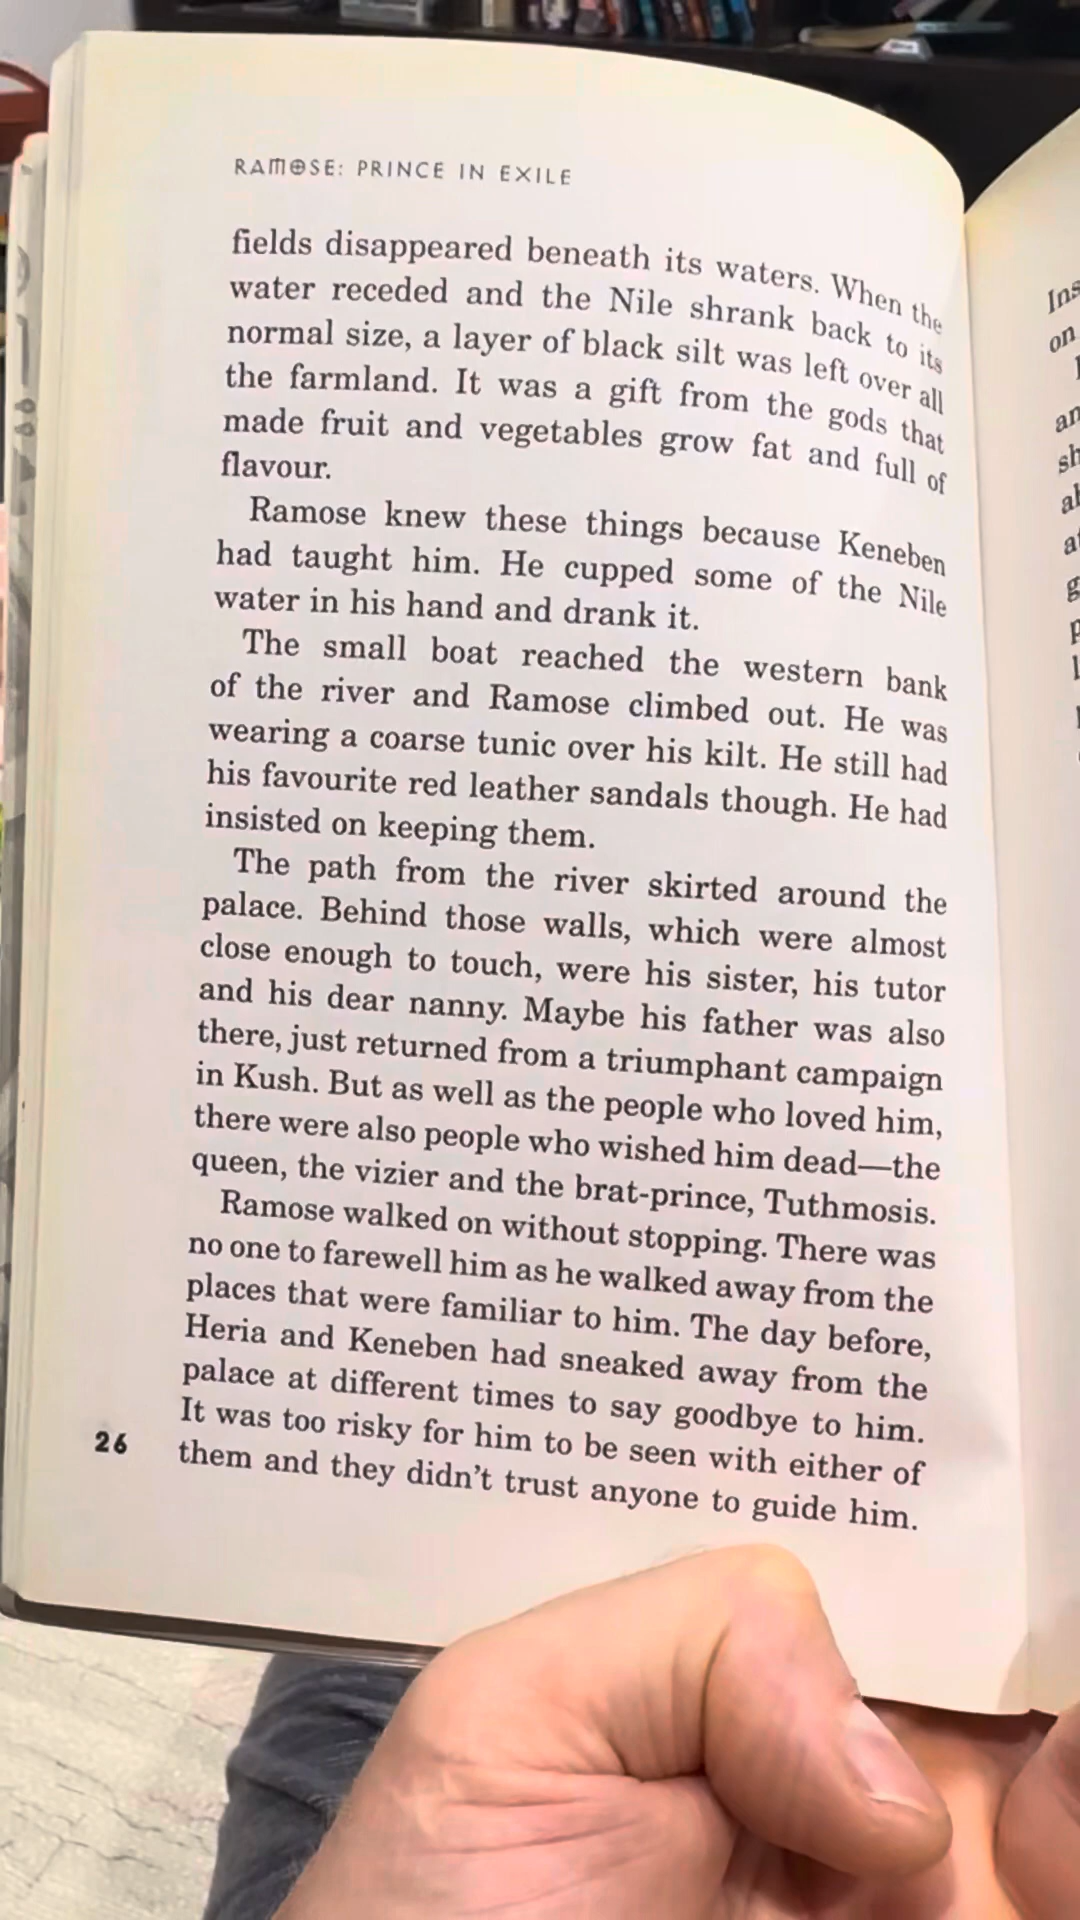 RAMOSE: PRINCE IN EXILE
fields disappeared beneath its waters. When the
water receded and the Nile shrank back to its
normal size, a layer of black silt was left over all
the farmland. It was a gift from the gods that
made fruit and vegetables grow fat and full of
flavour.
Ramose knew these things because Keneben
had taught him. He cupped some of the Nile
water in his hand and drank it.
The small boat reached the western bank
of the river and Ramose climbed out. He was
wearing a coarse tunic over his kilt. He still had
his favourite red leather sandals though. He had
insisted on keeping them.
The path from the river skirted around the
palace. Behind those walls, which were almost
close enough to touch, were his sister, his tutor
and his dear nanny. Maybe his father was also
there, just returned from a triumphant campaign
in Kush. But as well as the people who loved him,
there were also people who wished him dead—the
queen, the vizier and the brat-prince, Tuthmosis.
Ramose walked on without stopping. There was
no one to farewell him as he walked away from the
places that were familiar to him. The day before,
Heria and Keneben had sneaked away from the
palace at different times to say goodbye to him.
It was too risky for him to be seen with either of
them and they didn't trust anyone to guide him.
26
on